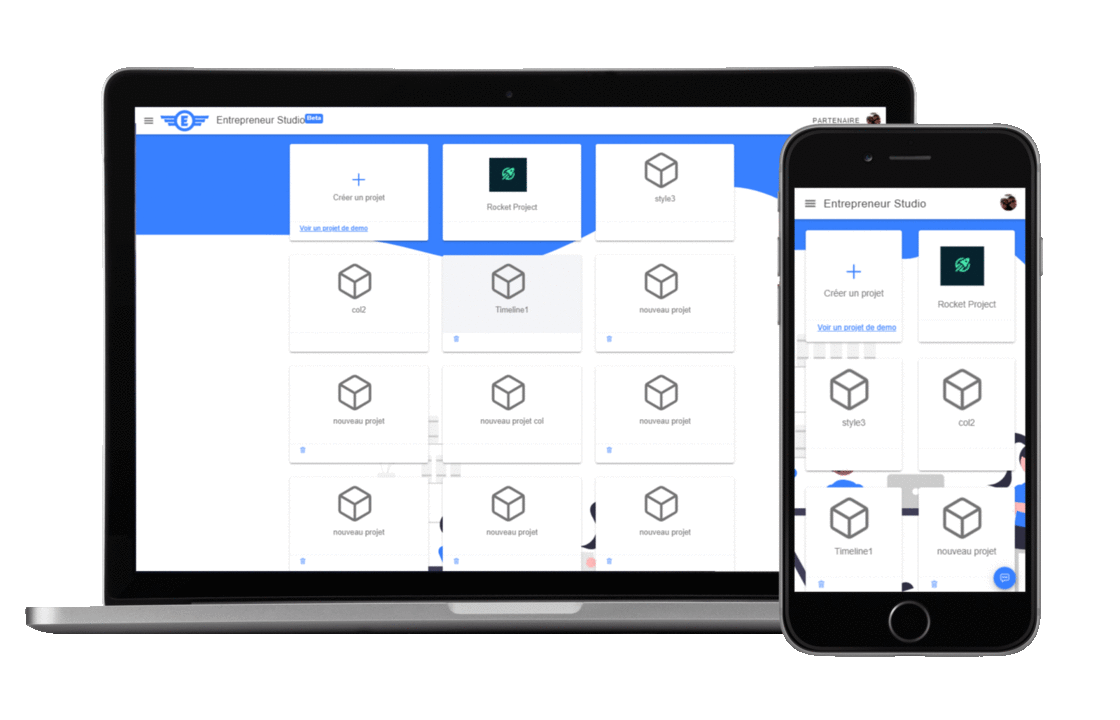 E
Entrepreneur Studio Beta
PARTENAIRE
Créer un projet
Voir un projet de demo
Rocket Project
style3
col2
Timeline1
nouveau projet
nouveau projet
nouveau projet col
nouveau projet
nouveau projet
nouveau projet
nouveau projet
Entrepreneur Studio
Créer un projet
Voir un projet de demo
Rocket Project
style3
col2
Timeline1
nouveau projet